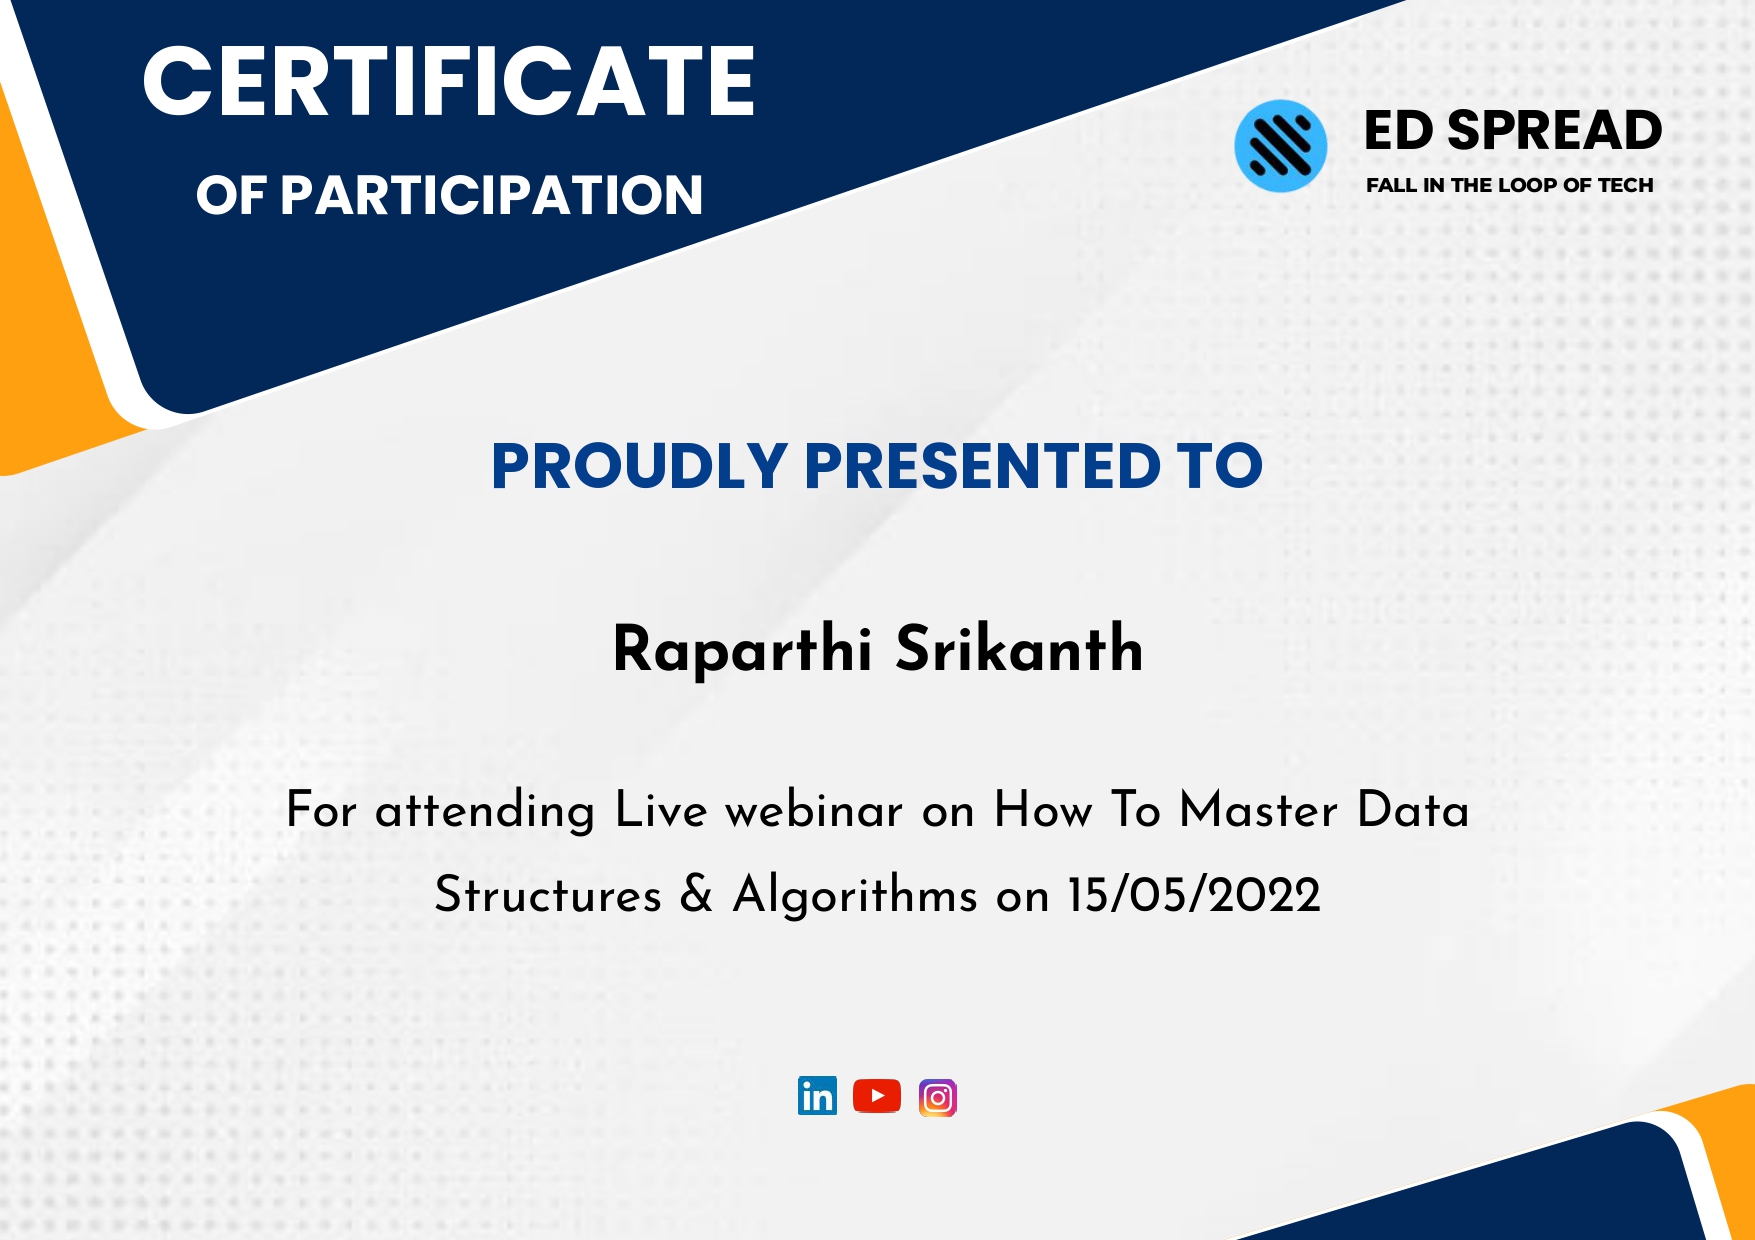 CERTIFICATE
OF PARTICIPATION
ED SPREAD
FALL IN THE LOOP OF TECH
PROUDLY PRESENTED TO
Raparthi Srikanth
For attending Live webinar on How To Master Data
Structures & Algorithms on 15/05/2022
in